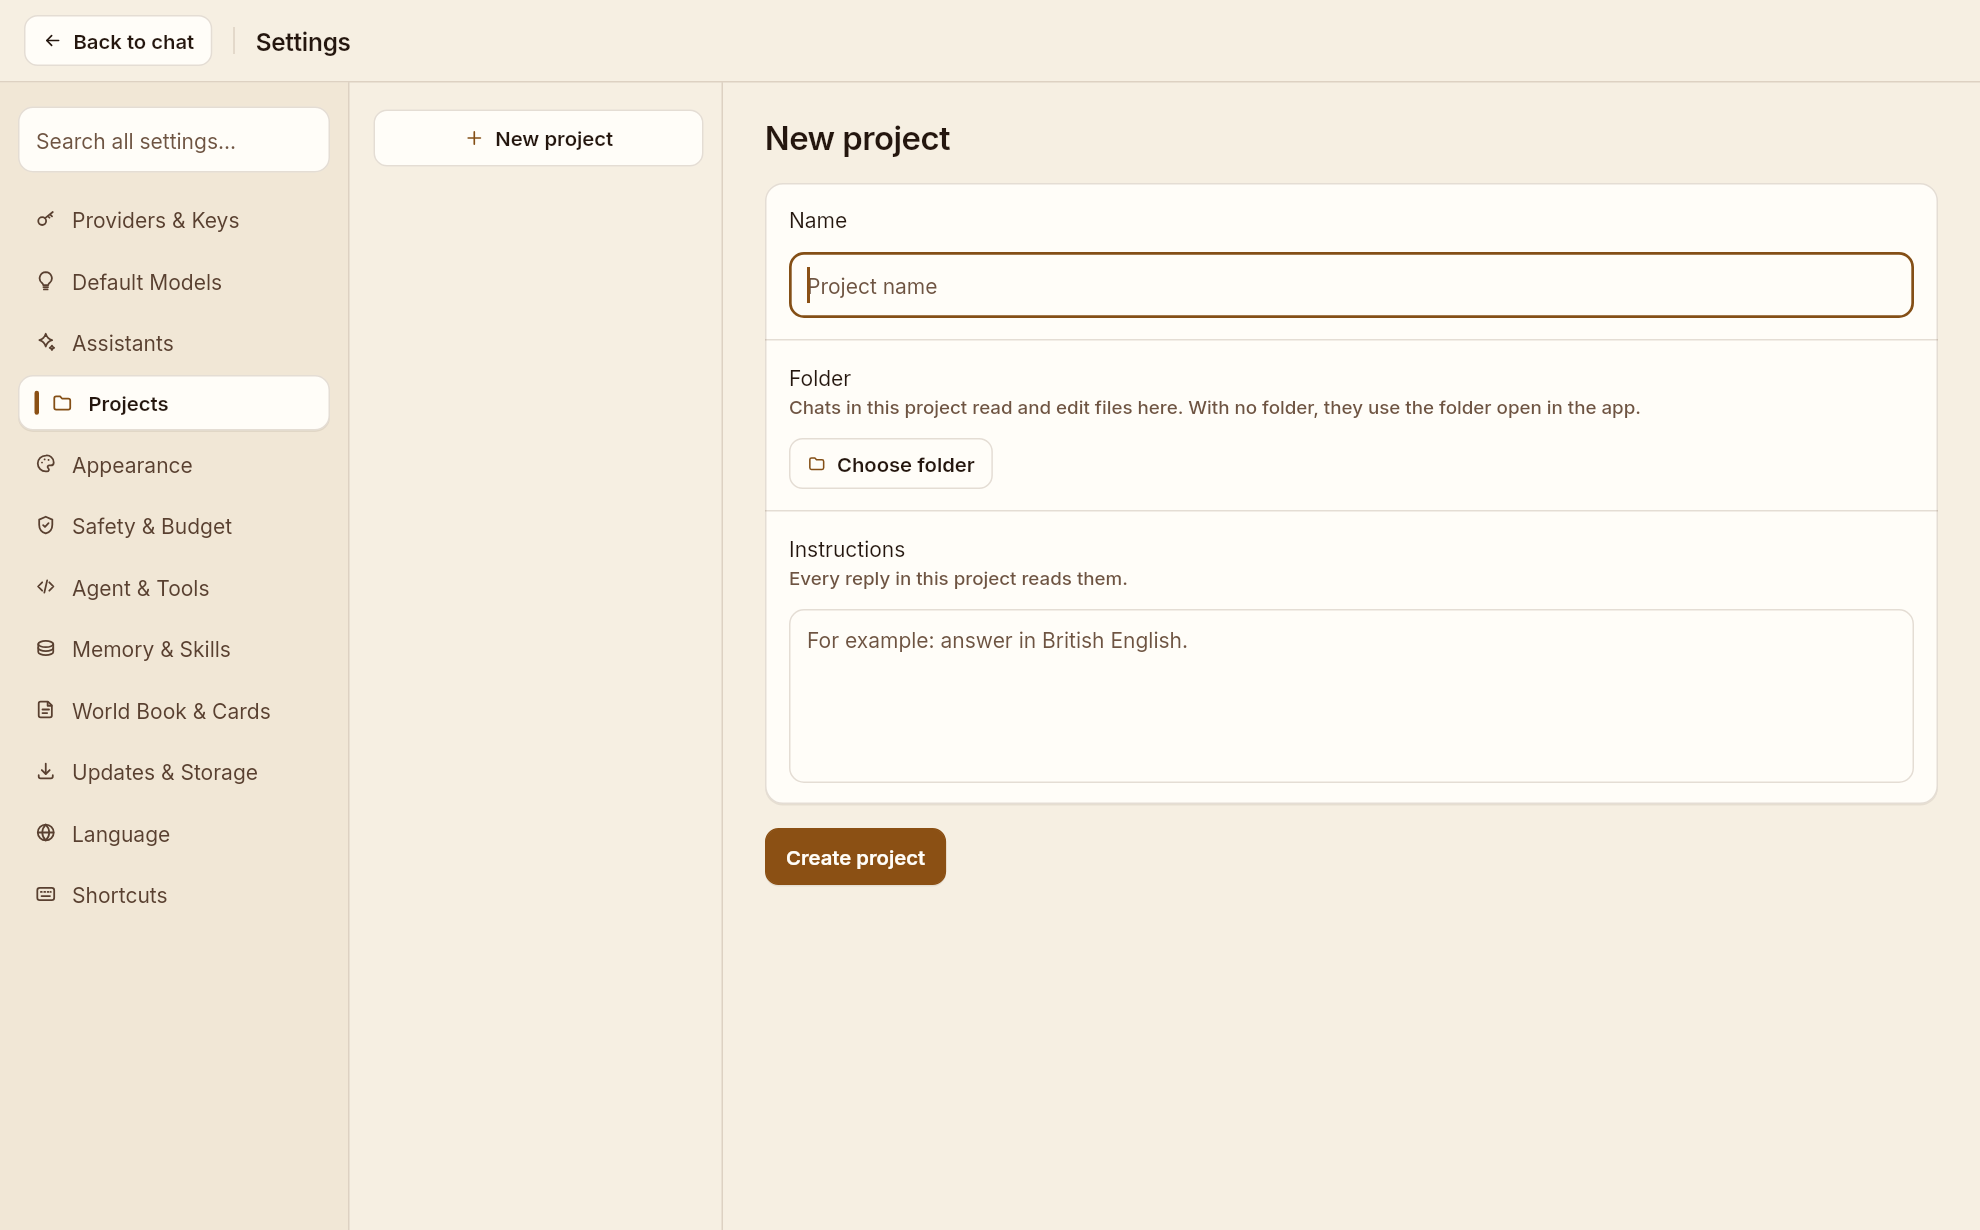 Back to chat
Settings
Search all settings...
Providers & Keys
Default Models
Assistants
Projects
Appearance
Safety & Budget
Agent & Tools
Memory & Skills
World Book & Cards
Updates & Storage
Language
Shortcuts
New project
New project
Name
Project name
Folder
Chats in this project read and edit files here. With no folder, they use the folder open in the app.
Choose folder
Instructions
Every reply in this project reads them.
For example: answer in British English.
Create project